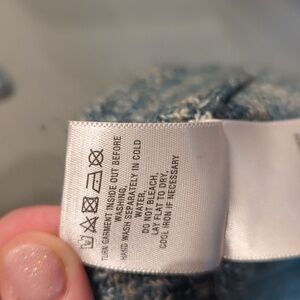 TURN GARMENT INSIDE OUT BEFORE
WASHING.
HAND WASH SEPARATELY IN COLD
WATER.
DO NOT BLEACH.
LAY FLAT TO DRY.
COOL IRON IF NECESSARY